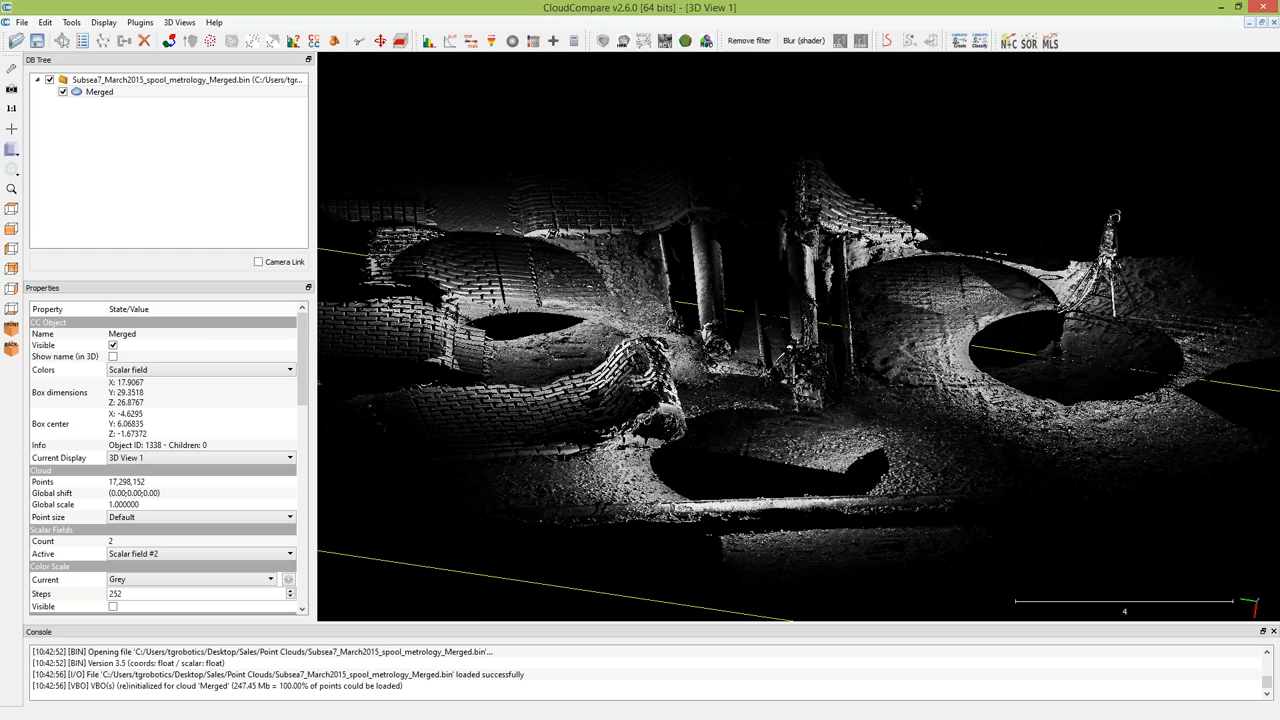 CloudCompare v2.6.0 [64 bits] - [3D View 1]
File Edit Tools Display Plugins 3D Views Help
Remove filter Blur (shader) N+C SOR MLS
DB Tree
Subsea7_March2015_spool_metrology_Merged.bin (C:/Users/tgr...
Merged
1:1
Camera Link
Properties
Property State/Value
CC Object
Name Merged
Visible
Show name (in 3D)
Colors Scalar field
Box dimensions X: 17.9067
Y: 29.3518
Z: 26.8767
Box center X: -4.6295
Y: 6.06835
Z: -1.67372
Info Object ID: 1338 - Children: 0
Current Display 3D View 1
Cloud
Points 17,298,152
Global shift (0.00;0.00;0.00)
Global scale 1.000000
Point size Default
Scalar Fields
Count 2
Active Scalar field #2
Color Scale
Current Grey
Steps 252
Visible
FRONT
BACK
4
Console
[10:42:52] [BIN] Opening file 'C:/Users/tgrobotics/Desktop/Sales/Point Clouds/Subsea7_March2015_spool_metrology_Merged.bin'...
[10:42:52] [BIN] Version 3.5 (coords: float / scalar: float)
[10:42:56] [I/O] File 'C:/Users/tgrobotics/Desktop/Sales/Point Clouds/Subsea7_March2015_spool_metrology_Merged.bin' loaded successfully
[10:42:56] [VBO] VBO(s) (re)initialized for cloud 'Merged' (247.45 Mb = 100.00% of points could be loaded)